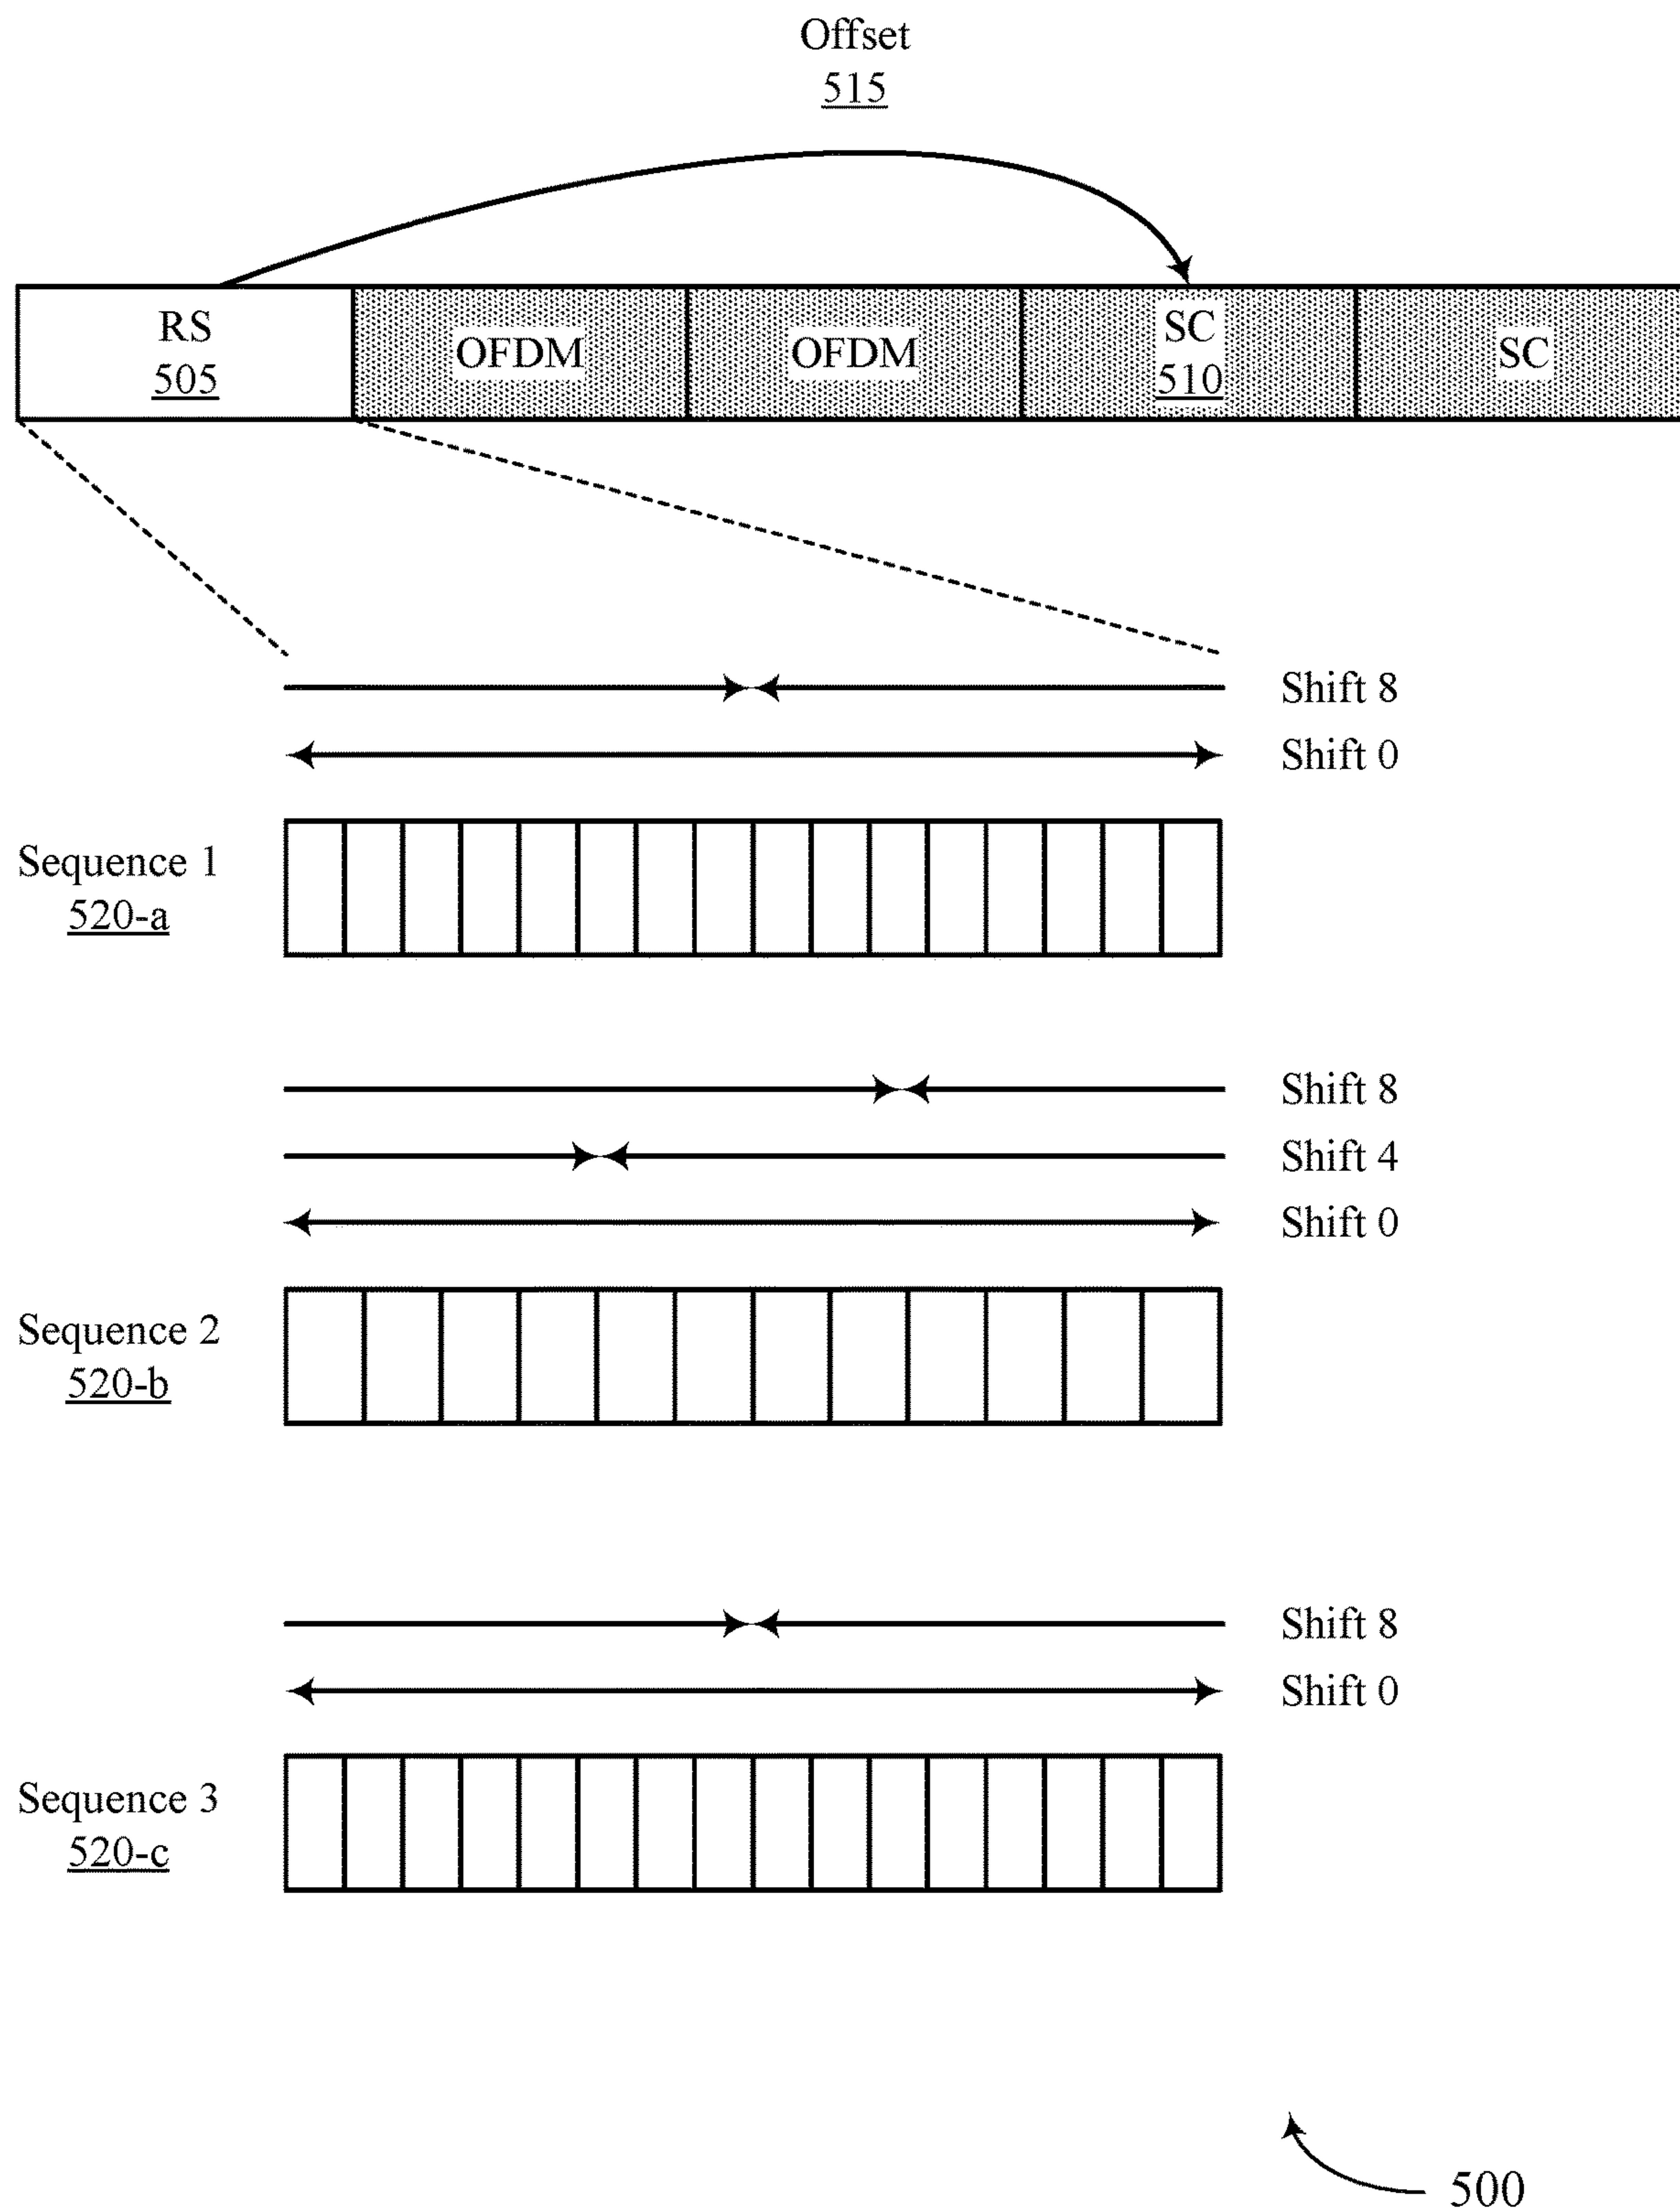 Offset
515
RS
505
OFDM
OFDM
SC
510
SC
Shift 8
Shift 0
Sequence 1
520-a
Shift 8
Shift 4
Shift 0
Sequence 2
520-b
Shift 8
Shift 0
Sequence 3
520-c
500